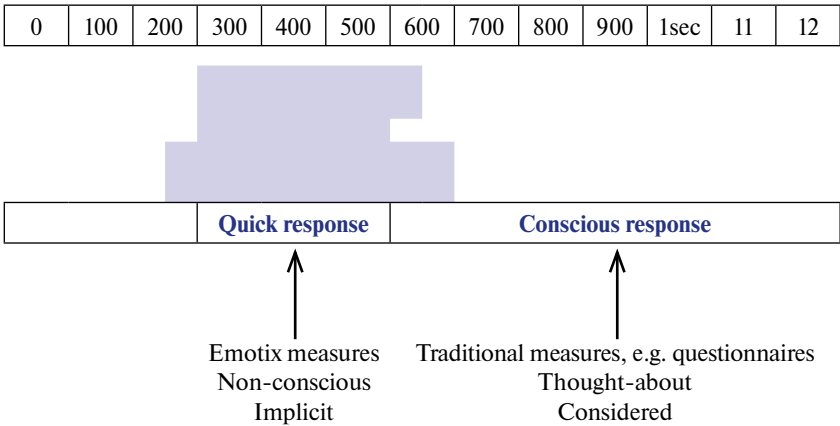 0 100 200 300 400 500 600 700 800 900 1sec 11 12
Quick response Conscious response
Emotix measures Traditional measures, e.g. questionnaires
Non-conscious Thought-about
Implicit Considered